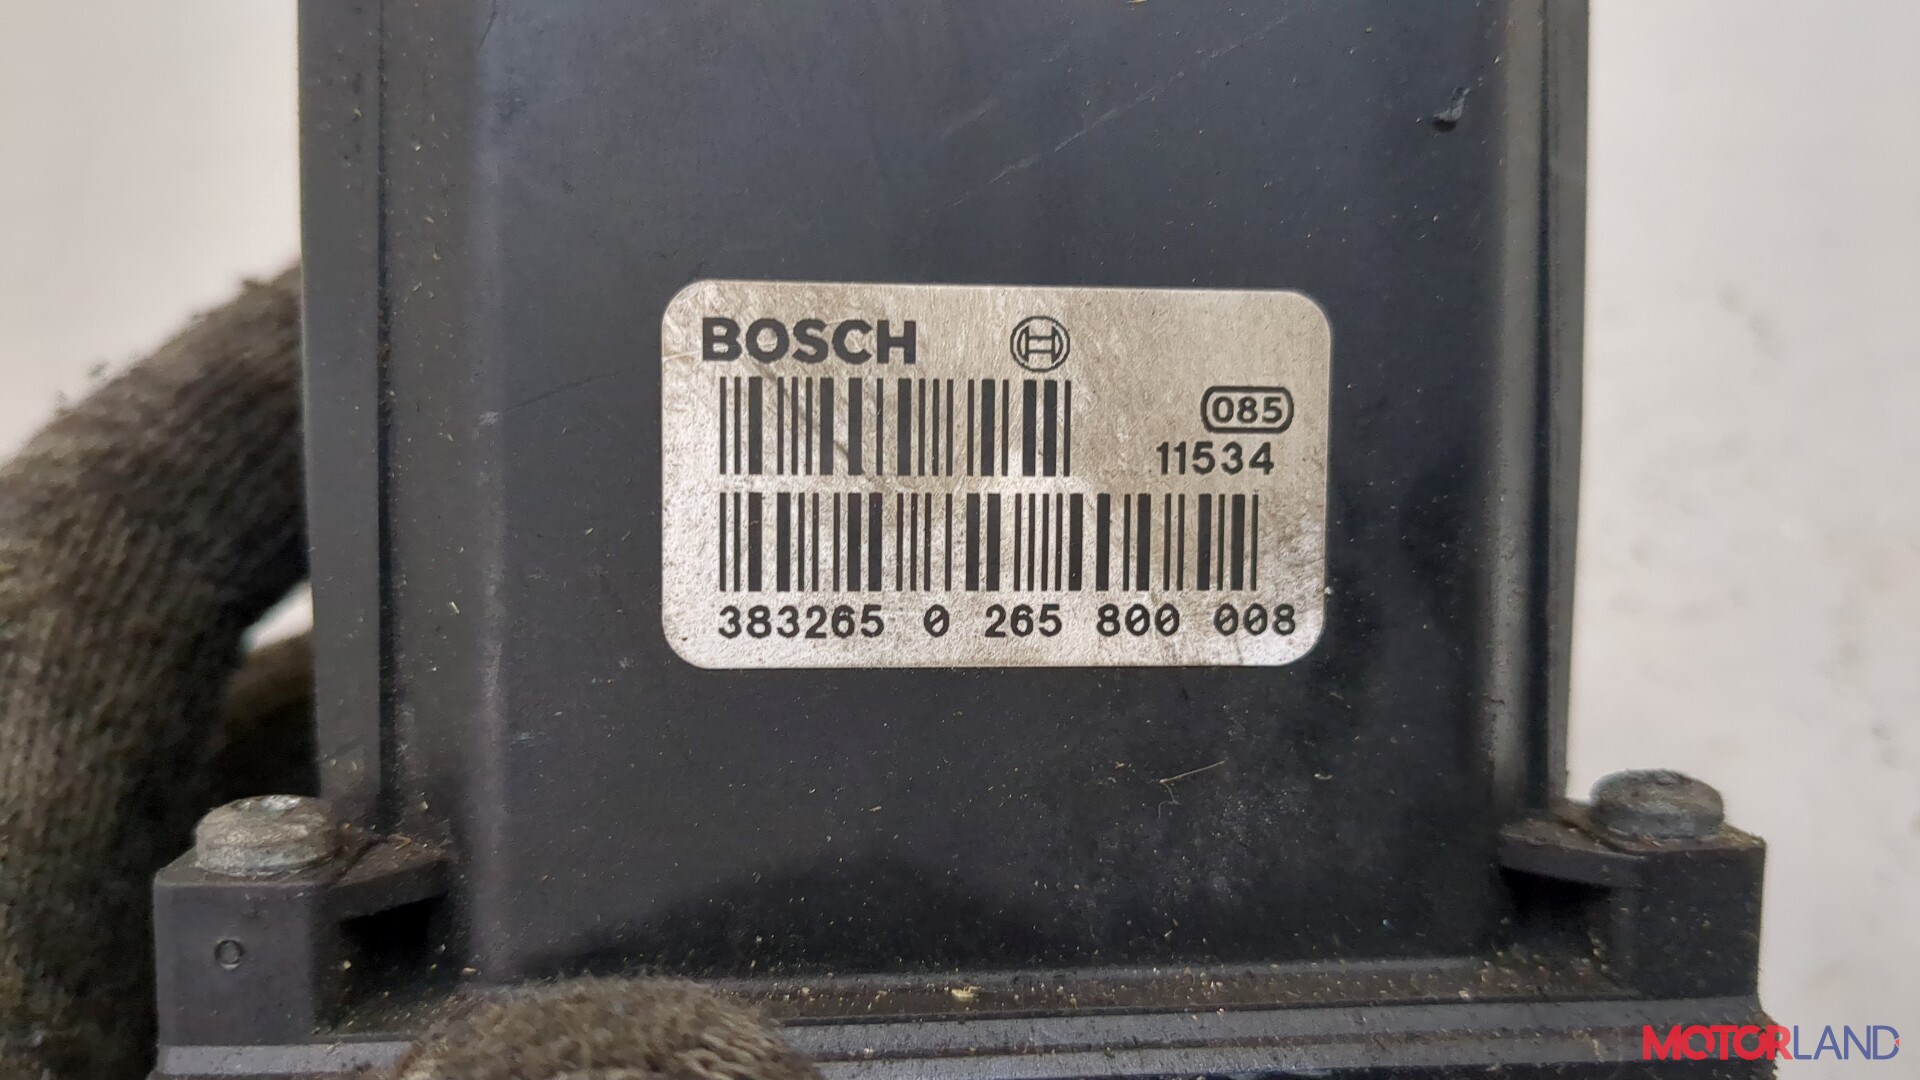 BOSCH
085
11534
383265 0 265 800 008
O
MOTORLAND